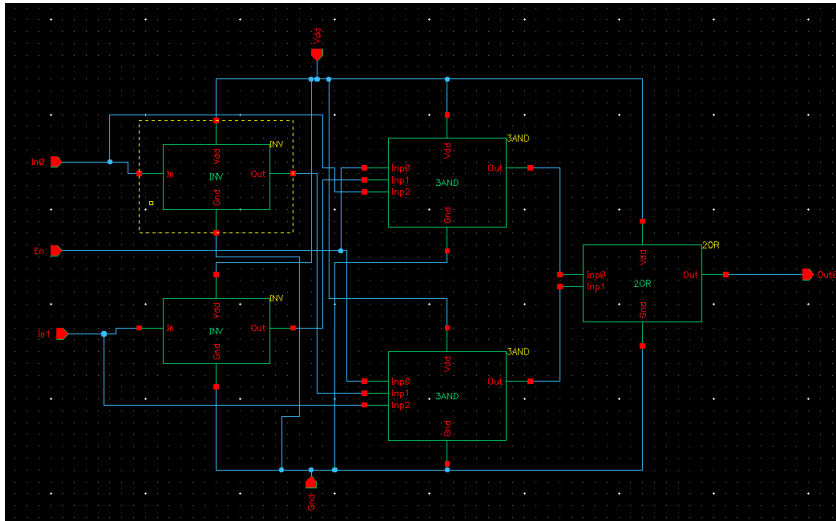 Vdd
3AND
Vdd
Out
Inp0
Inp1
3AND
Inp2
Gnd
INV
Vdd
In0
In
INV
Out
Gnd
En
2OR
Vdd
Inp0
Out
Out0
Inp1
2OR
Gnd
INV
Vdd
In1
In
INV
Out
Gnd
3AND
Vdd
Inp0
Out
Inp1
3AND
Inp2
Gnd
Gnd